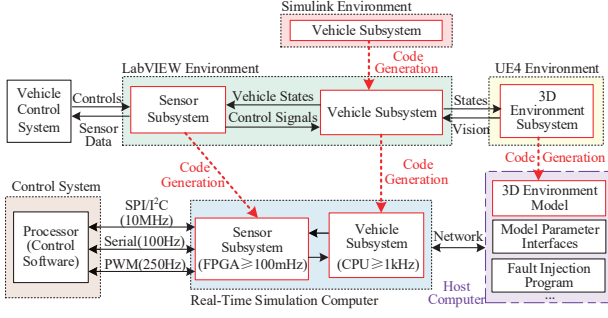 Simulink Environment
Vehicle Subsystem
Code
Generation
LabVIEW Environment
UE4 Environment
Vehicle
Control
System
Controls
Sensor
Data
Sensor
Subsystem
Vehicle States
Control Signals
Vehicle Subsystem
States
Vision
3D
Environment
Subsystem
Code
Generation
Code
Generation
Code Generation
Control System
Processor
(Control
Software)
SPI/I²C
(10MHz)
Serial(100Hz)
PWM(250Hz)
Sensor
Subsystem
(FPGA≥100mHz)
Vehicle
Subsystem
(CPU≥1kHz)
Real-Time Simulation Computer
Network
Host
Computer
3D Environment
Model
Model Parameter
Interfaces
Fault Injection
Program
...